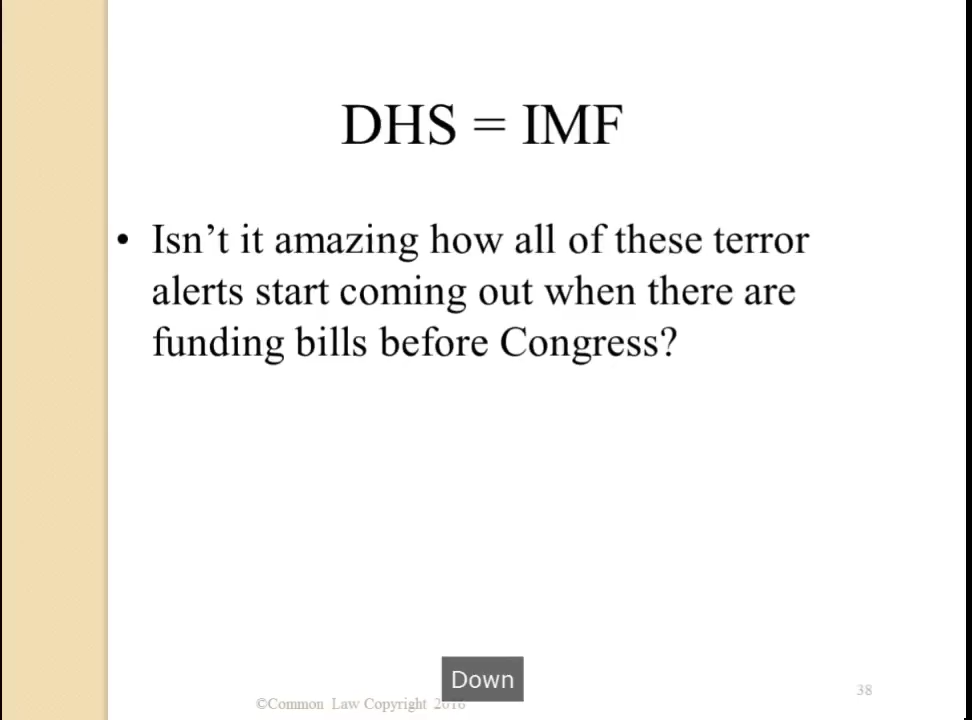 DHS = IMF
• Isn’t it amazing how all of these terror
alerts start coming out when there are
funding bills before Congress?
Down
38
©Common Law Copyright 2016